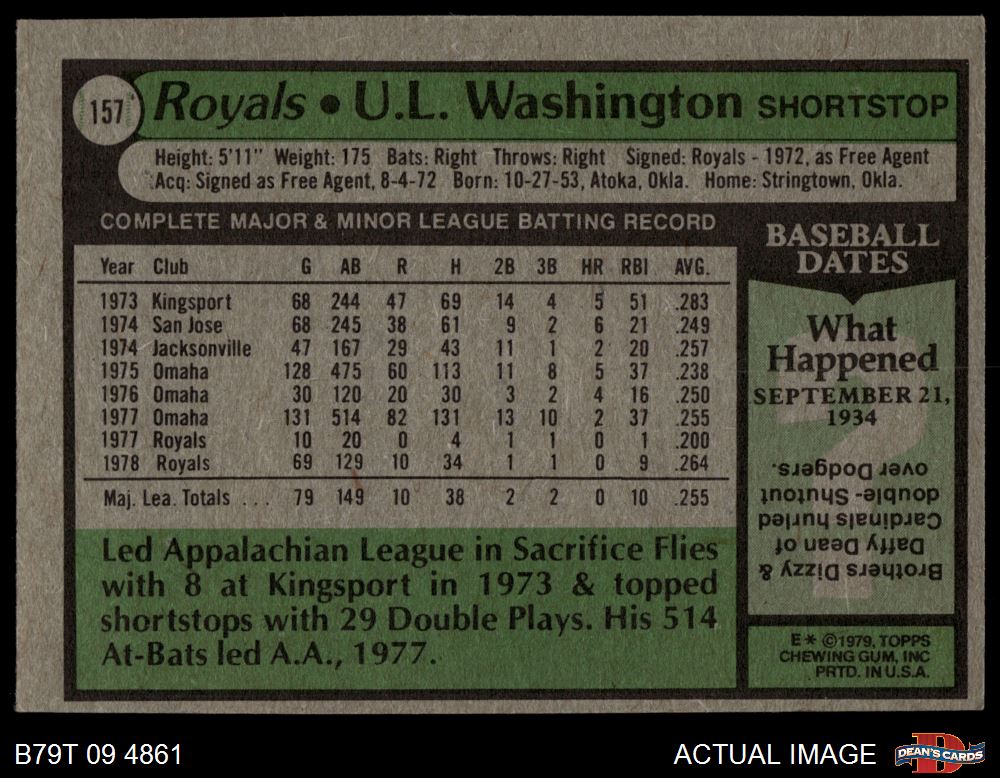 157 Royals • U.L. Washington SHORTSTOP
Height: 5'11" Weight: 175 Bats: Right Throws: Right Signed: Royals - 1972, as Free Agent
Acq: Signed as Free Agent, 8-4-72 Born: 10-27-53, Atoka, Okla. Home: Stringtown, Okla.
COMPLETE MAJOR & MINOR LEAGUE BATTING RECORD
Year Club G AB R H 2B 3B HR RBI AVG.
1973 Kingsport 68 244 47 69 14 4 5 51 .283
1974 San Jose 68 245 38 61 9 2 6 21 .249
1974 Jacksonville 47 167 29 43 11 1 2 20 .257
1975 Omaha 128 475 60 113 11 8 5 37 .238
1976 Omaha 30 120 20 30 3 2 4 16 .250
1977 Omaha 131 514 82 131 13 10 2 37 .255
1977 Royals 10 20 0 4 1 1 0 1 .200
1978 Royals 69 129 10 34 1 1 0 9 .264
Maj. Lea. Totals ... 79 149 10 38 2 2 0 10 .255
Led Appalachian League in Sacrifice Flies
with 8 at Kingsport in 1973 & topped
shortstops with 29 Double Plays. His 514
At-Bats led A.A., 1977.
BASEBALL
DATES
What
Happened
SEPTEMBER 21,
1934
Brothers Dizzy &
Daffy Dean of
Cardinals hurled
double-Shutout
over Dodgers.
E* ©1979, TOPPS
CHEWING GUM, INC
PRTD. IN U.S.A.
B79T 09 4861
ACTUAL IMAGE
DEAN'S CARDS